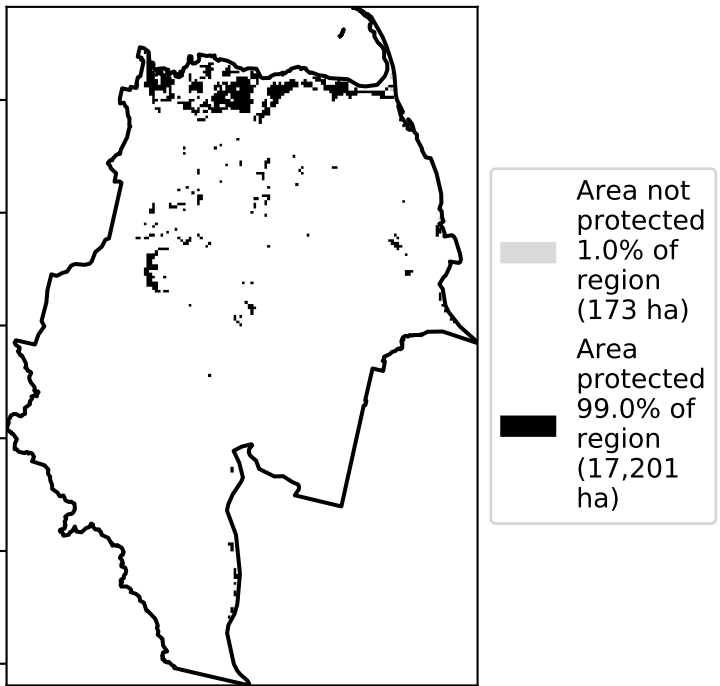 Area not
protected
1.0% of
region
(173 ha)
Area
protected
99.0% of
region
(17,201
ha)